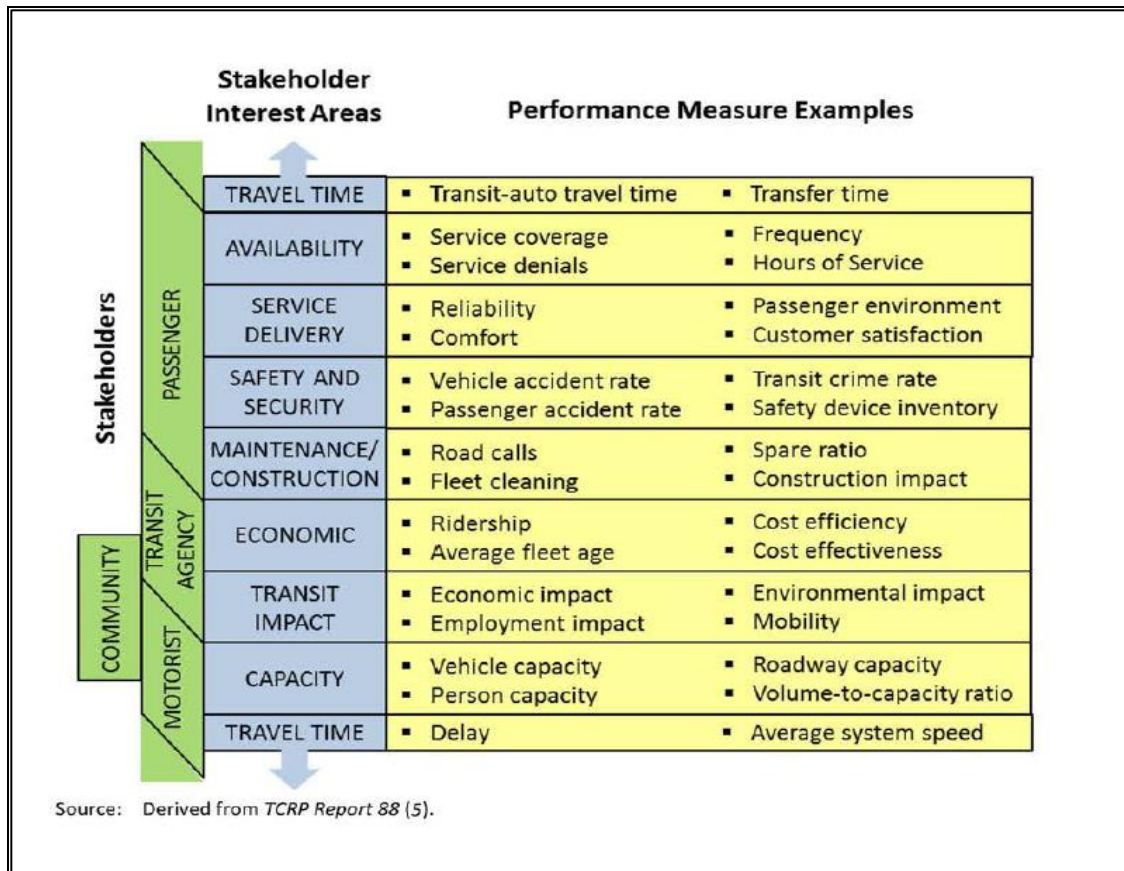 Stakeholder
Interest Areas
Performance Measure Examples
Stakeholders
PASSENGER
TRANSIT
AGENCY
COMMUNITY
MOTORIST
TRAVEL TIME
▪ Transit-auto travel time
▪ Transfer time
AVAILABILITY
▪ Service coverage
▪ Service denials
▪ Frequency
▪ Hours of Service
SERVICE
DELIVERY
▪ Reliability
▪ Comfort
▪ Passenger environment
▪ Customer satisfaction
SAFETY AND
SECURITY
▪ Vehicle accident rate
▪ Passenger accident rate
▪ Transit crime rate
▪ Safety device inventory
MAINTENANCE/
CONSTRUCTION
▪ Road calls
▪ Fleet cleaning
▪ Spare ratio
▪ Construction impact
ECONOMIC
▪ Ridership
▪ Average fleet age
▪ Cost efficiency
▪ Cost effectiveness
TRANSIT
IMPACT
▪ Economic impact
▪ Employment impact
▪ Environmental impact
▪ Mobility
CAPACITY
▪ Vehicle capacity
▪ Person capacity
▪ Roadway capacity
▪ Volume-to-capacity ratio
TRAVEL TIME
▪ Delay
▪ Average system speed
Source: Derived from TCRP Report 88 (5).